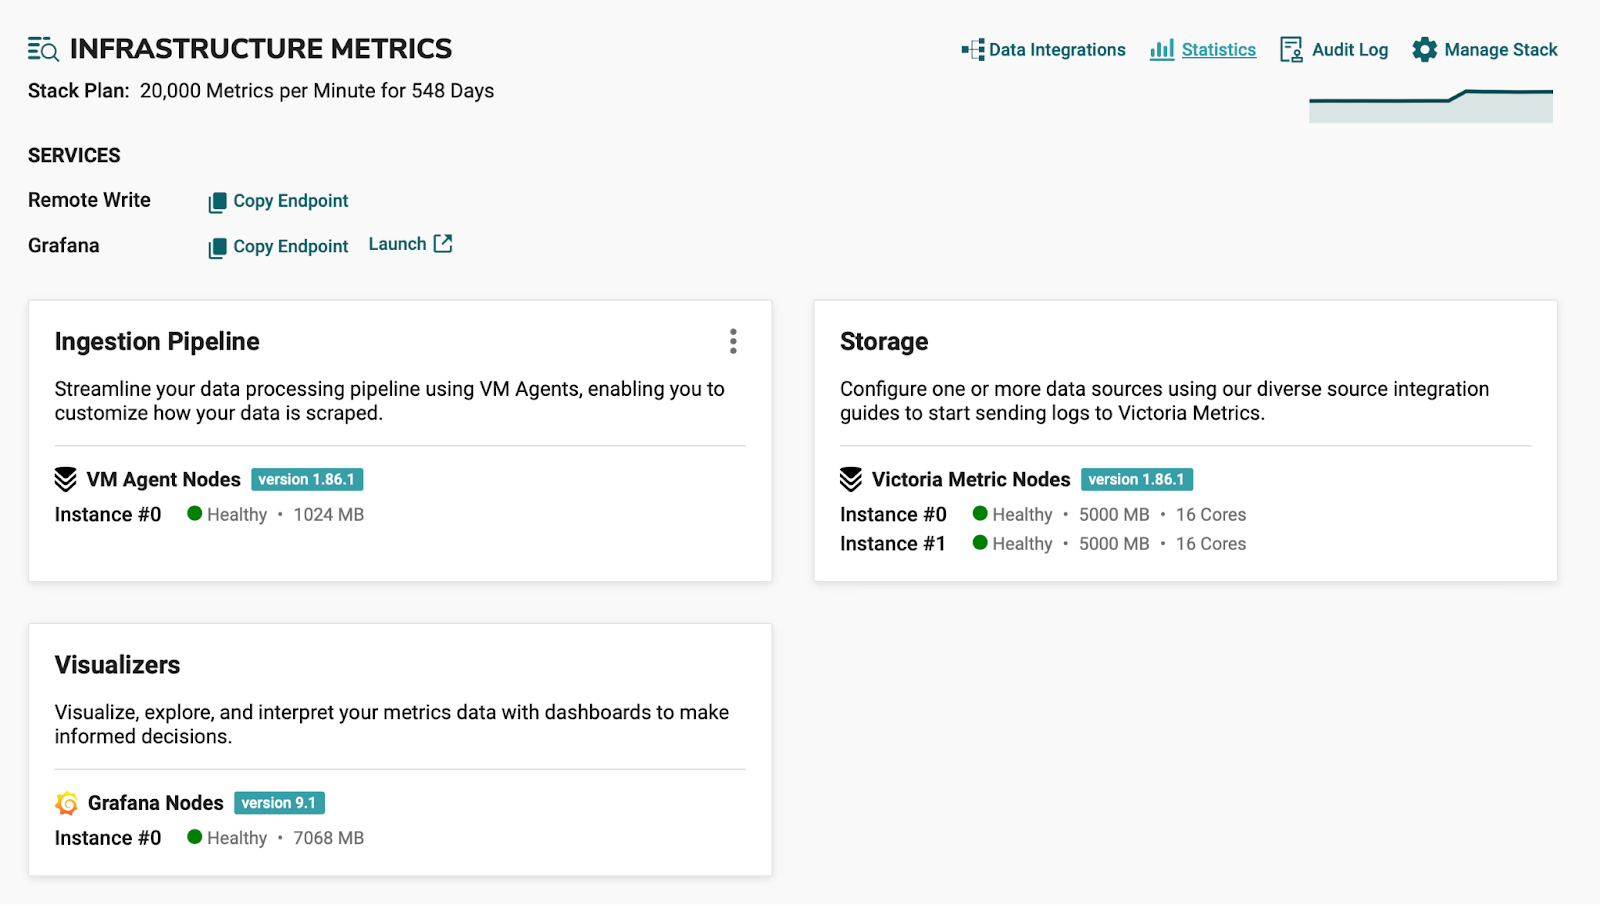 INFRASTRUCTURE METRICS
Data Integrations
Statistics
Audit Log
Manage Stack
Stack Plan: 20,000 Metrics per Minute for 548 Days
SERVICES
Remote Write
Copy Endpoint
Grafana
Copy Endpoint
Launch
Ingestion Pipeline
Streamline your data processing pipeline using VM Agents, enabling you to
customize how your data is scraped.
VM Agent Nodes version 1.86.1
Instance #0 Healthy • 1024 MB
Storage
Configure one or more data sources using our diverse source integration
guides to start sending logs to Victoria Metrics.
Victoria Metric Nodes version 1.86.1
Instance #0 Healthy • 5000 MB • 16 Cores
Instance #1 Healthy • 5000 MB • 16 Cores
Visualizers
Visualize, explore, and interpret your metrics data with dashboards to make
informed decisions.
Grafana Nodes version 9.1
Instance #0 Healthy • 7068 MB